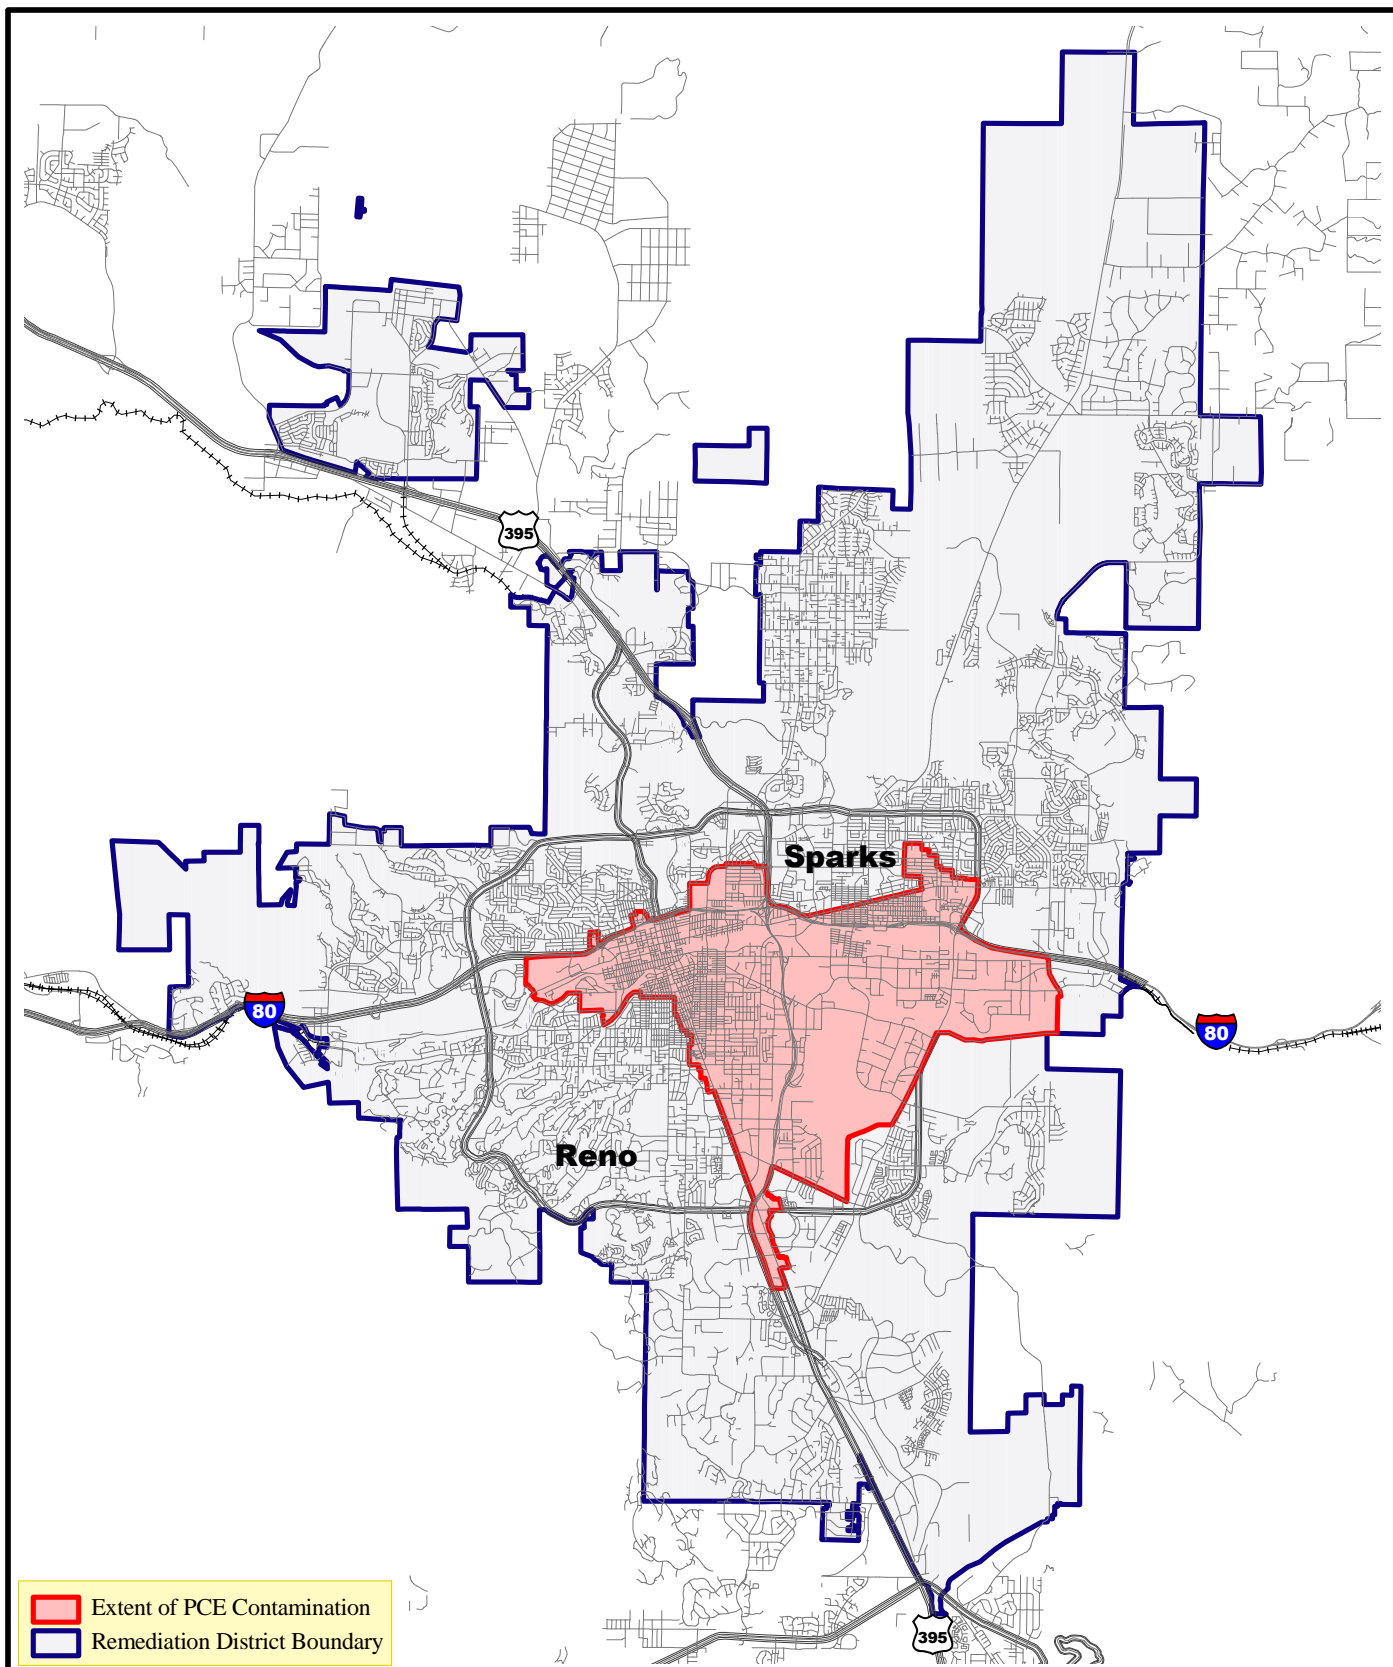 395
Sparks
80
80
Reno
Extent of PCE Contamination
Remediation District Boundary
395